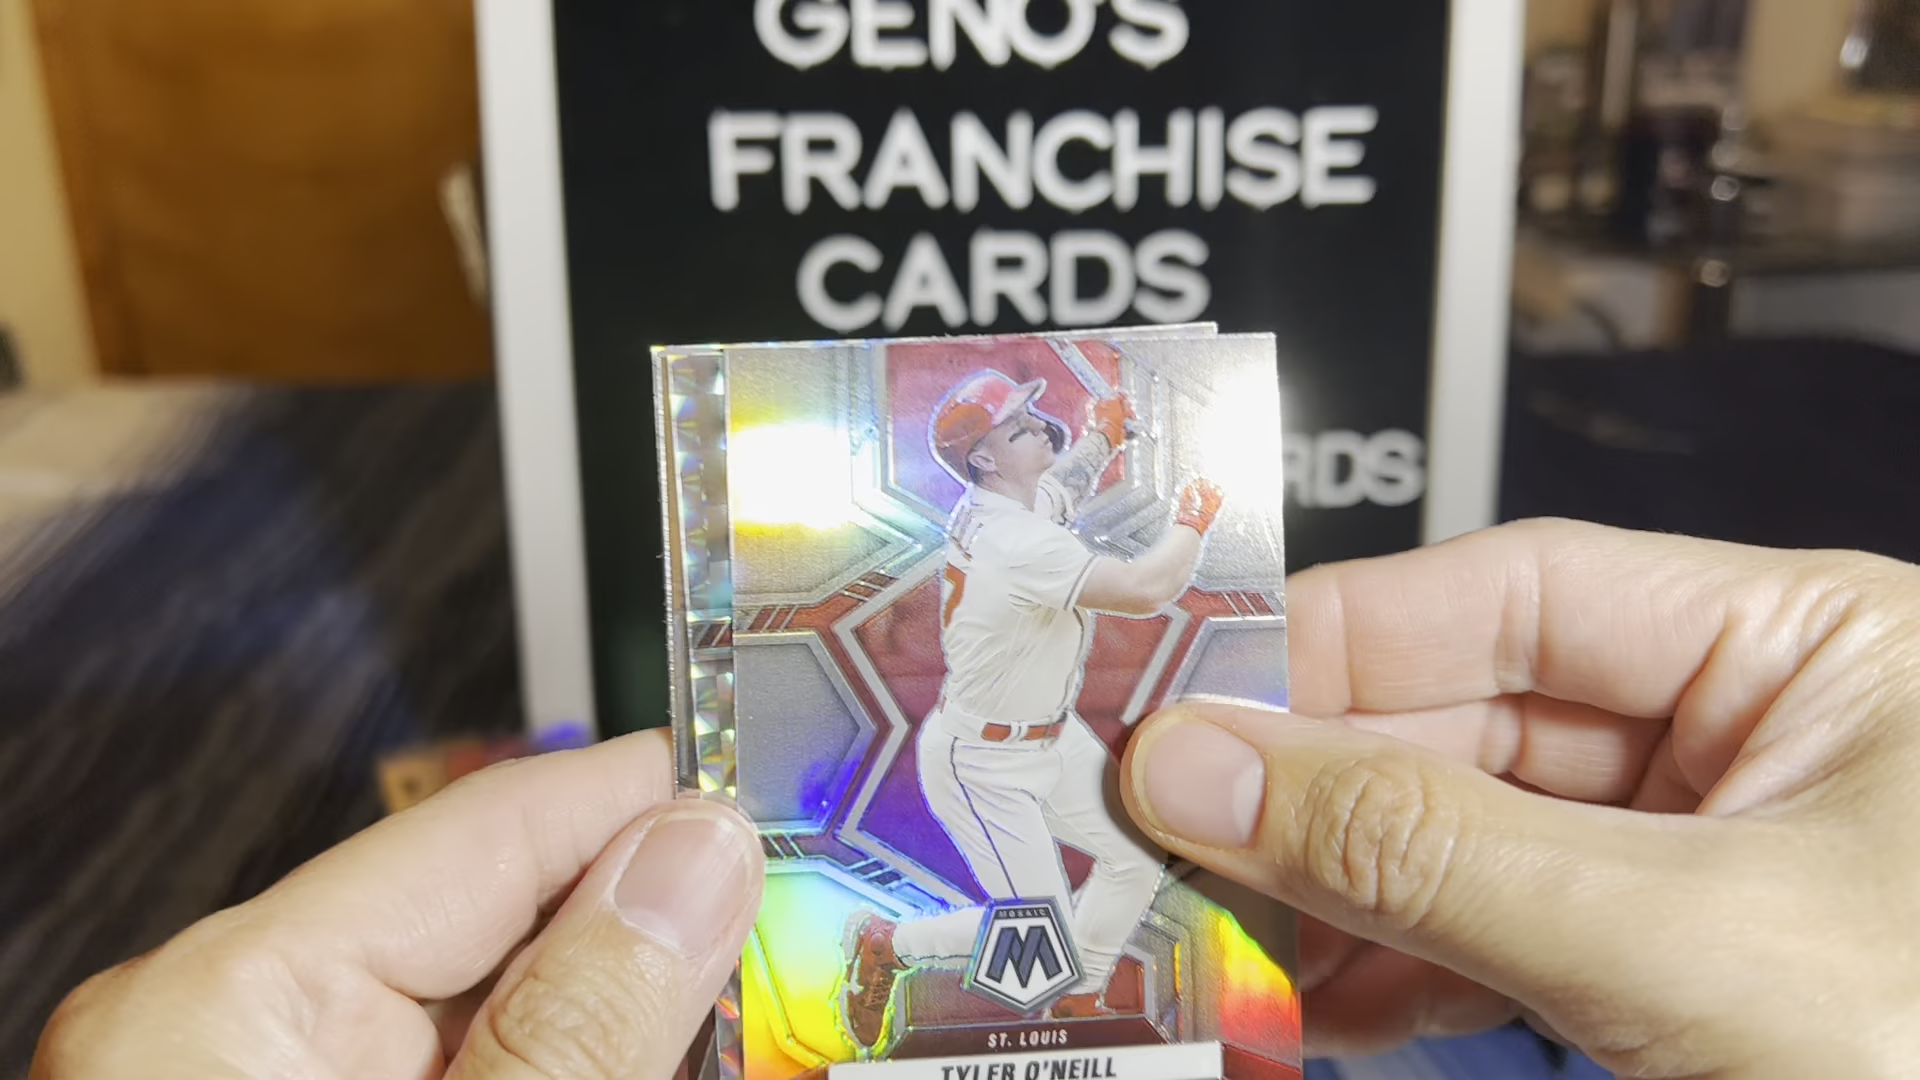 GENO'S
FRANCHISE
CARDS
RDS
MOSAIC
M
ST. LOUIS
TYLER O'NEILL